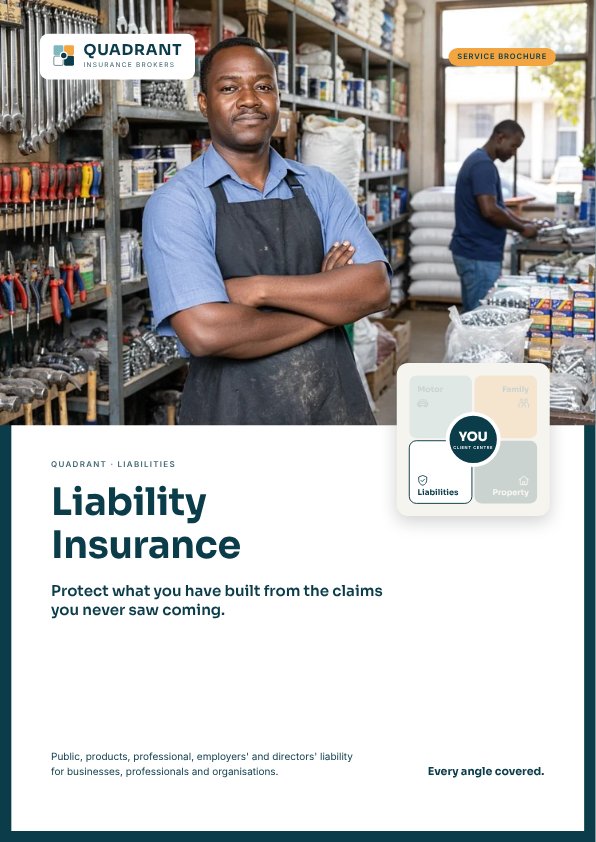 QUADRANT
INSURANCE BROKERS
SERVICE BROCHURE
Motor
Family
YOU
CLIENT CENTRE
Liabilities
Property
QUADRANT · LIABILITIES
Liability
Insurance
Protect what you have built from the claims
you never saw coming.
Public, products, professional, employers' and directors' liability
for businesses, professionals and organisations.
Every angle covered.